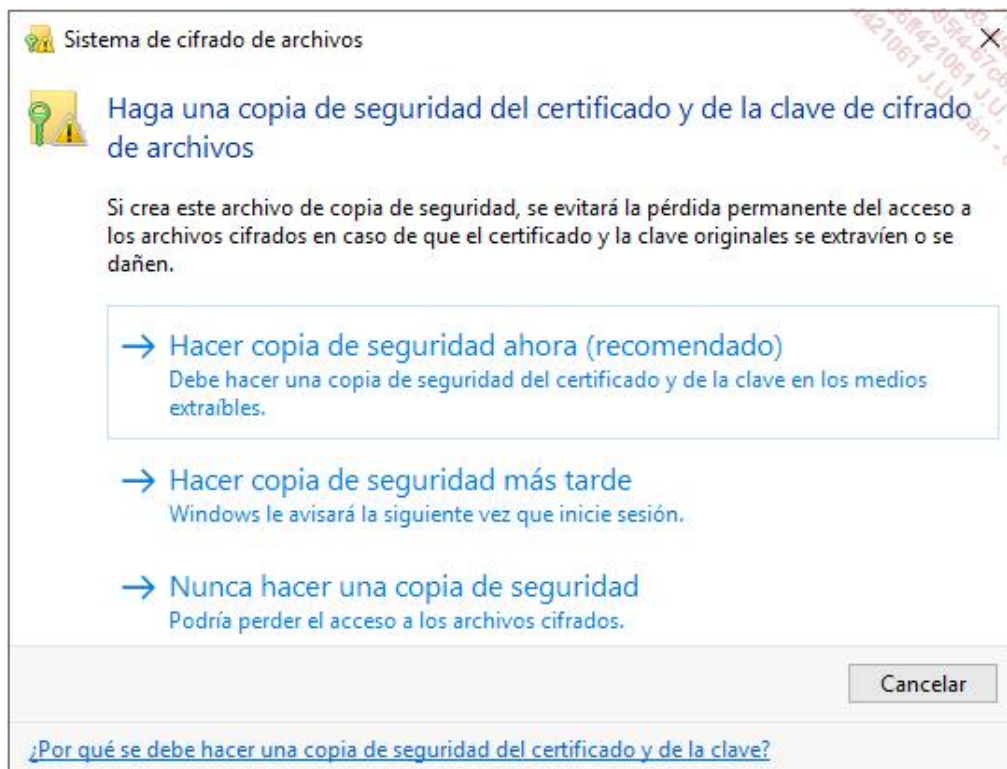 Sistema de cifrado de archivos
Haga una copia de seguridad del certificado y de la clave de cifrado
de archivos
Si crea este archivo de copia de seguridad, se evitará la pérdida permanente del acceso a
los archivos cifrados en caso de que el certificado y la clave originales se extravíen o se
dañen.
Hacer copia de seguridad ahora (recomendado)
Debe hacer una copia de seguridad del certificado y de la clave en los medios
extraíbles.
Hacer copia de seguridad más tarde
Windows le avisará la siguiente vez que inicie sesión.
Nunca hacer una copia de seguridad
Podría perder el acceso a los archivos cifrados.
Cancelar
¿Por qué se debe hacer una copia de seguridad del certificado y de la clave?